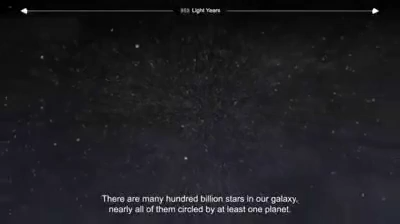 Light Years
There are many hundred billion stars in our galaxy,
nearly all of them circled by at least one planet.